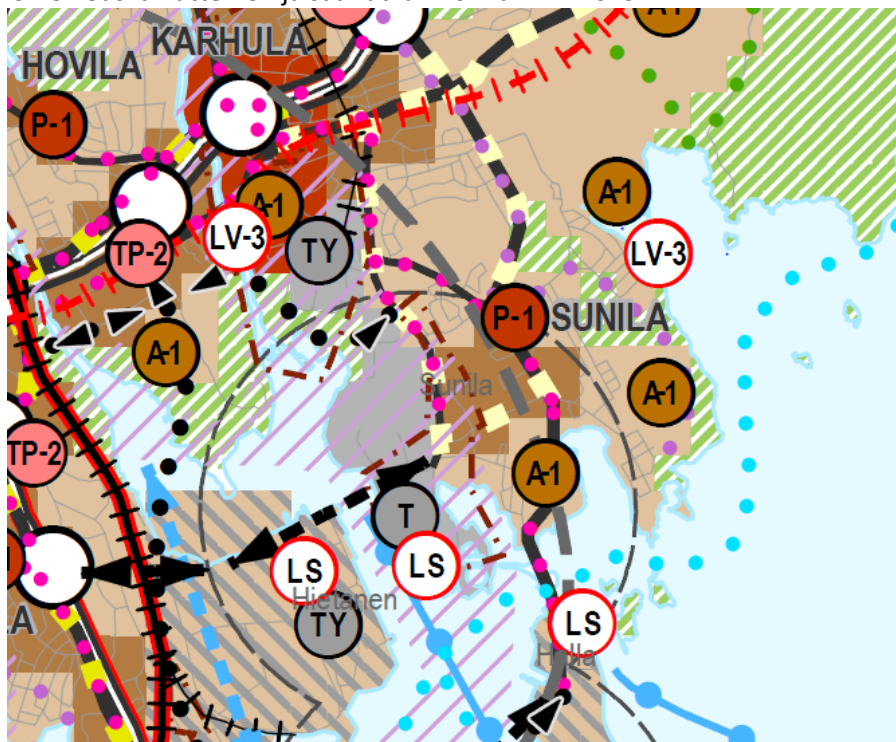 A-1
KARHULA
HOVILA
P-1
A-1
A-1
LV-3
TY
LV-3
TP-2
P-1
SUNILA
A-1
Sunila
A-1
TP-2
A-1
T
LS
LS
Hietanen
TY
LS
Halla